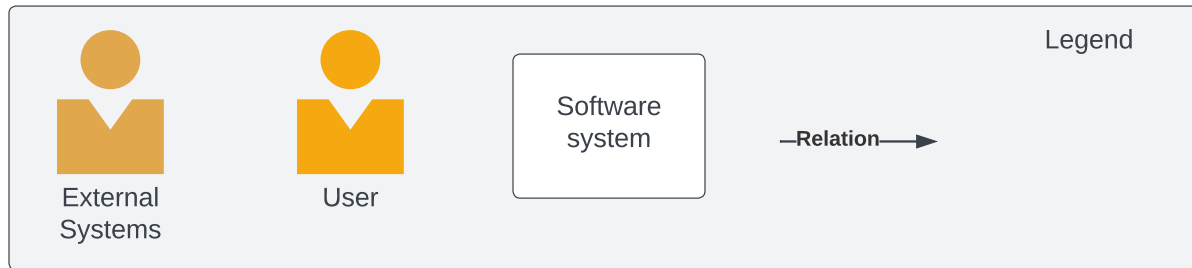 Legend
External
Systems
User
Software
system
Relation